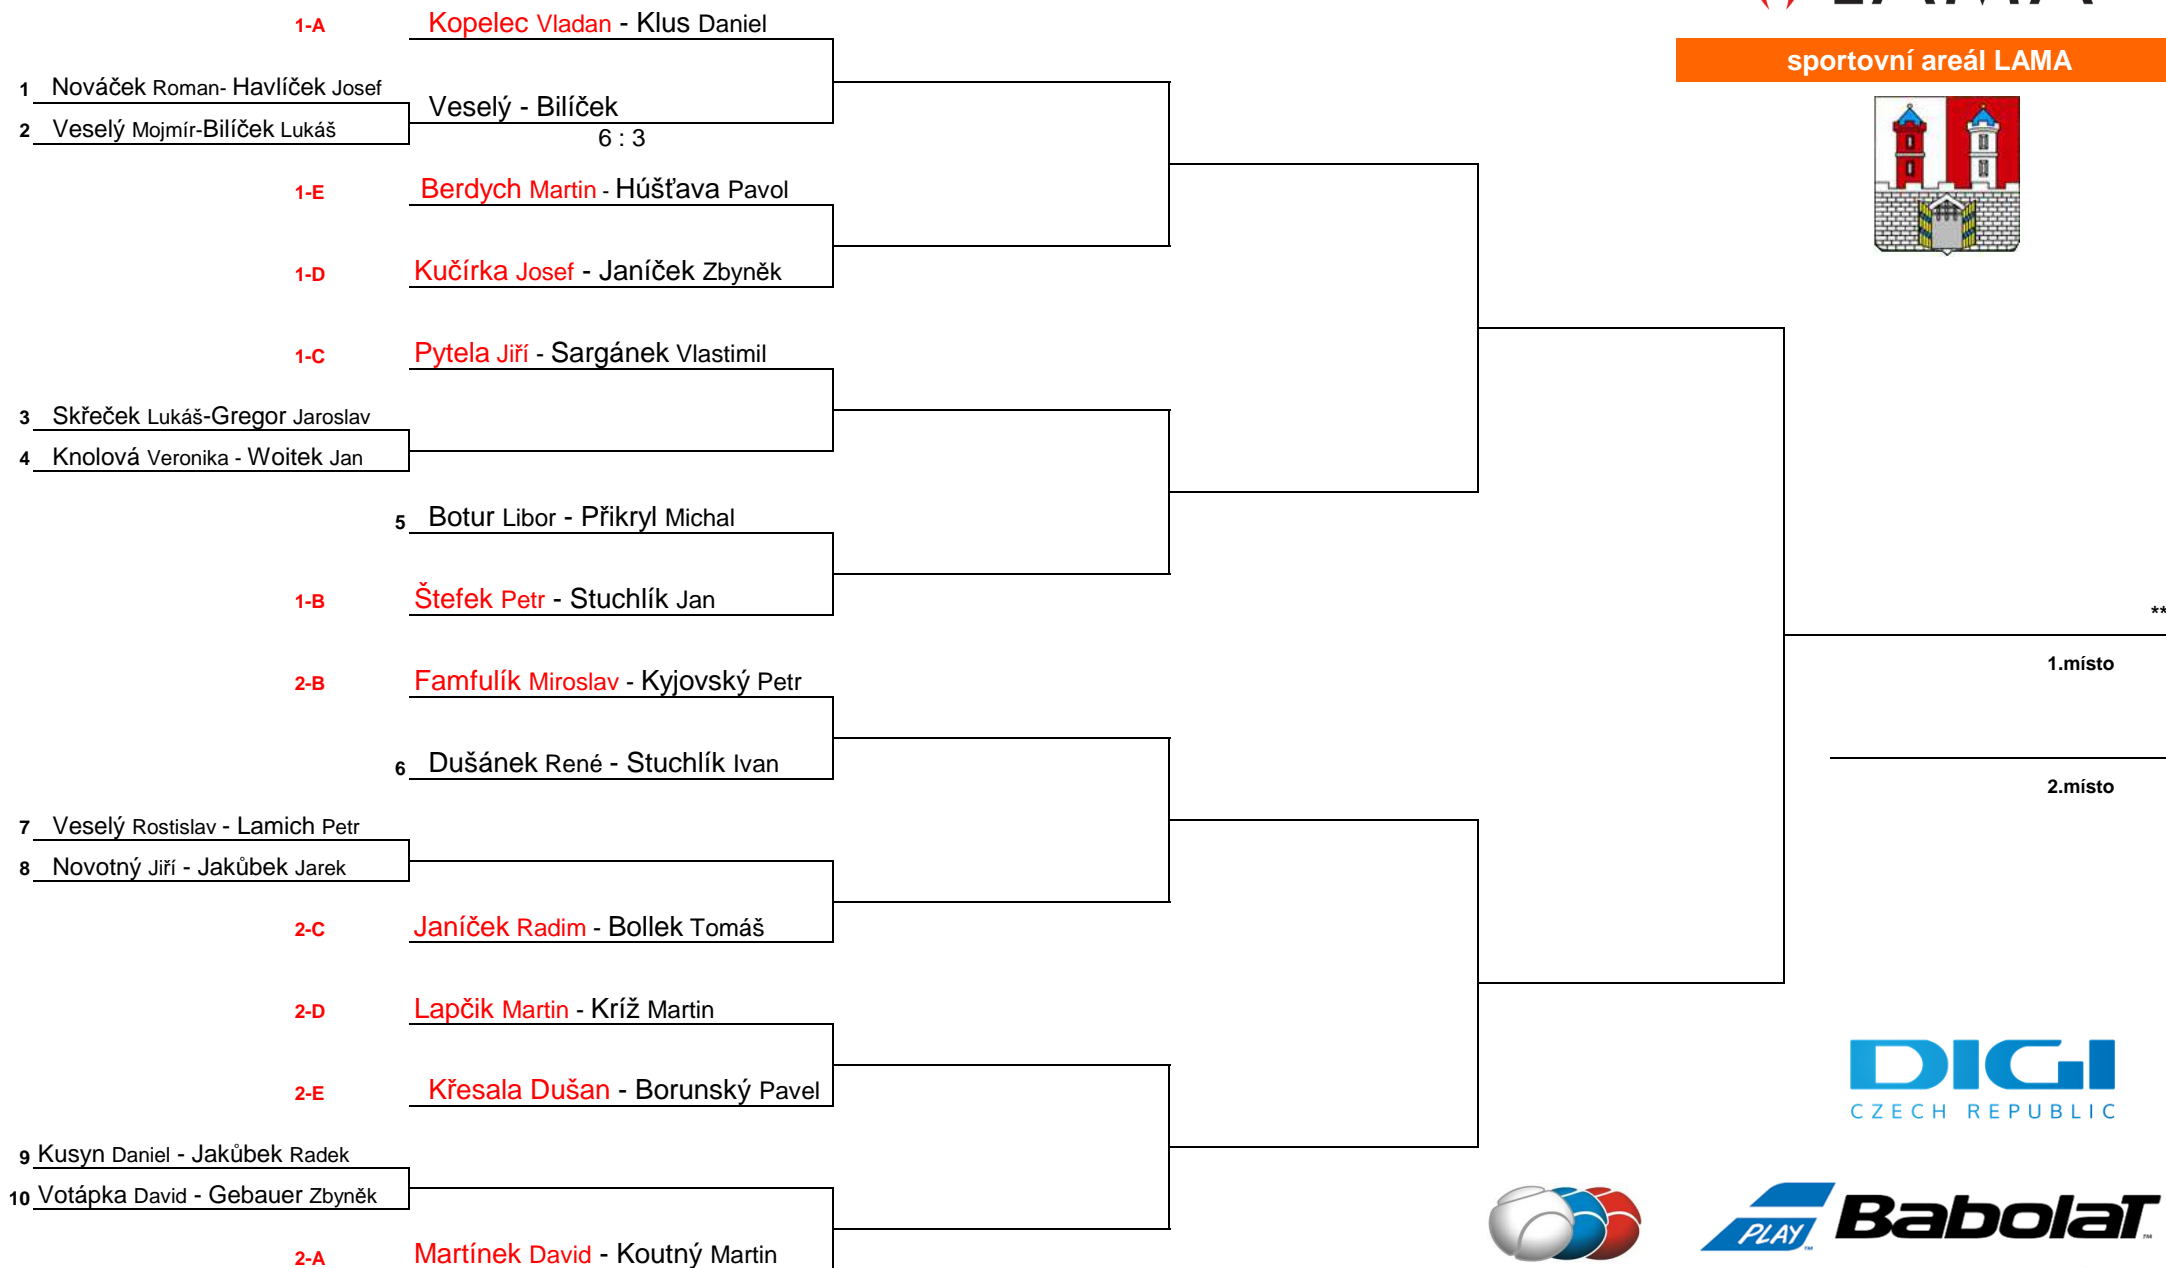 LAMA
1-A Kopelec Vladan - Klus Daniel
sportovní areál LAMA
1 Nováček Roman- Havlíček Josef
Veselý - Bilíček
2 Veselý Mojmír-Bilíček Lukáš
6 : 3
1-E Berdych Martin - Húšťava Pavol
1-D Kučírka Josef - Janíček Zbyněk
1-C Pytela Jiří - Sargánek Vlastimil
3 Skřeček Lukáš-Gregor Jaroslav
4 Knolová Veronika - Woitek Jan
5 Botur Libor - Přikryl Michal
1-B Štefek Petr - Stuchlík Jan
**
1.místo
2-B Famfulík Miroslav - Kyjovský Petr
6 Dušánek René - Stuchlík Ivan
2.místo
7 Veselý Rostislav - Lamich Petr
8 Novotný Jiří - Jakůbek Jarek
2-C Janíček Radim - Bollek Tomáš
2-D Lapčik Martin - Kríž Martin
DIGI
CZECH REPUBLIC
2-E Křesala Dušan - Borunský Pavel
9 Kusyn Daniel - Jakůbek Radek
10 Votápka David - Gebauer Zbyněk
PLAY™ BabolaT™
2-A Martínek David - Koutný Martin